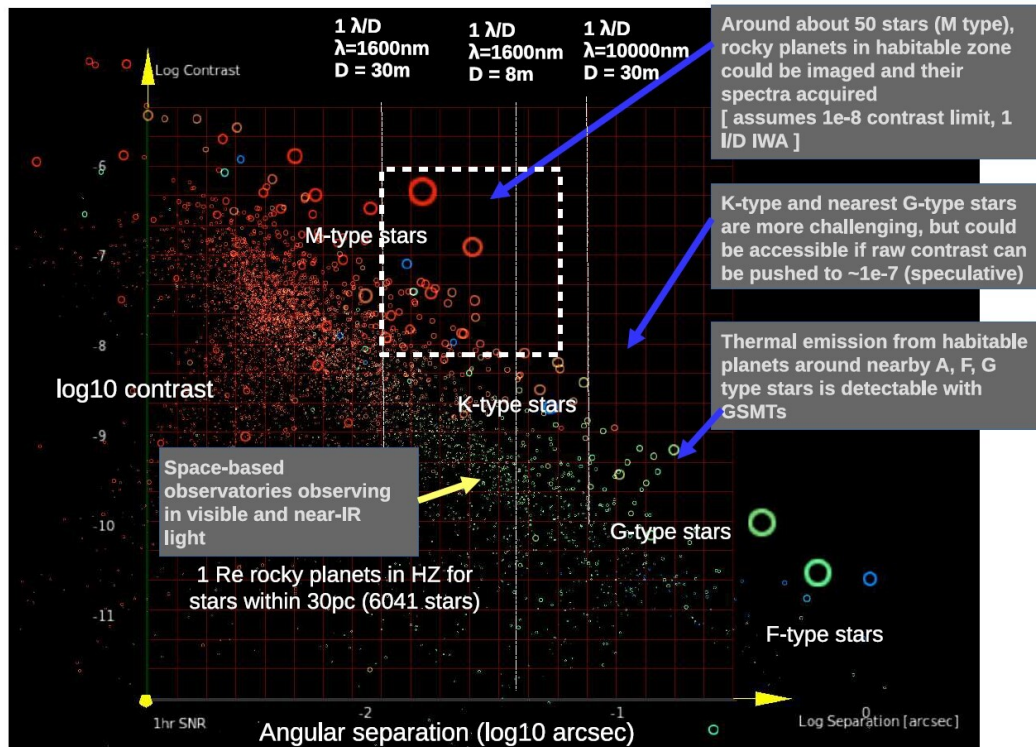 1 λ/D
λ=1600nm
D = 30m
1 λ/D
λ=1600nm
D = 8m
1 λ/D
λ=10000nm
D = 30m
Around about 50 stars (M type),
rocky planets in habitable zone
could be imaged and their
spectra acquired
[ assumes 1e-8 contrast limit, 1
l/D IWA ]
Log Contrast
-6
M-type stars
K-type and nearest G-type stars
are more challenging, but could
be accessible if raw contrast can
be pushed to ~1e-7 (speculative)
-7
-8
Thermal emission from habitable
planets around nearby A, F, G
type stars is detectable with
GSMTs
log10 contrast
K-type stars
-9
Space-based
observatories observing
in visible and near-IR
light
-10
G-type stars
1 Re rocky planets in HZ for
stars within 30pc (6041 stars)
-11
F-type stars
1hr SNR
-2
-1
0
Angular separation (log10 arcsec)
Log Separation [arcsec]